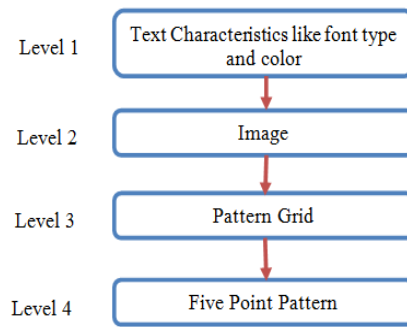 Level 1
Text Characteristics like font type
and color
Level 2
Image
Level 3
Pattern Grid
Level 4
Five Point Pattern